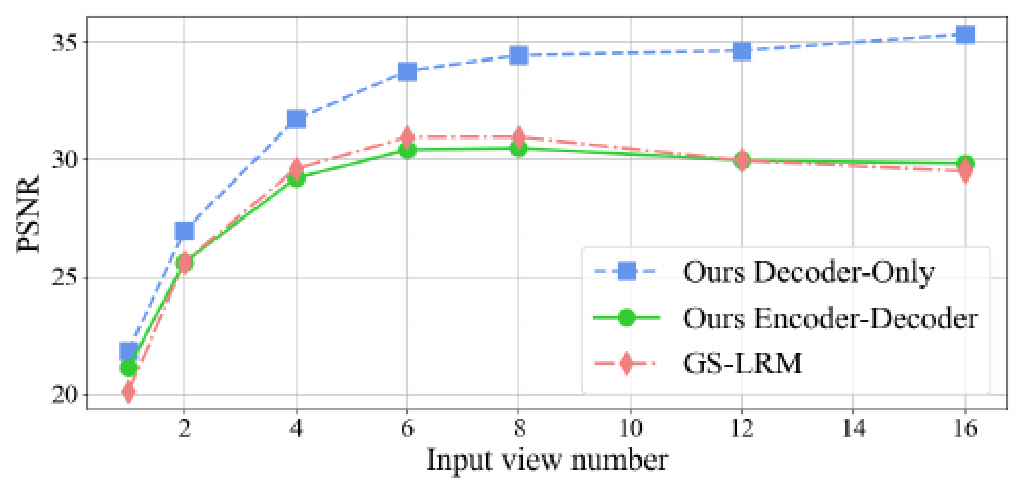 35
30
25
20
PSNR
2 4 6 8 10 12 14 16
Input view number
Ours Decoder-Only
Ours Encoder-Decoder
GS-LRM